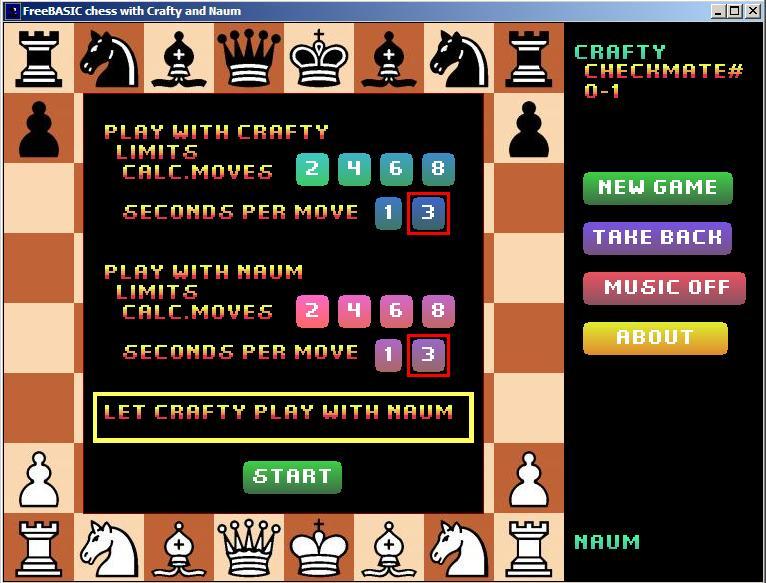 FreeBASIC chess with Crafty and Naum
CRAFTY
CHECKMATE#
0-1
PLAY WITH CRAFTY
LIMITS
CALC.MOVES 2 4 6 8
SECONDS PER MOVE 1 3
PLAY WITH NAUM
LIMITS
CALC.MOVES 2 4 6 8
SECONDS PER MOVE 1 3
LET CRAFTY PLAY WITH NAUM
START
NEW GAME
TAKE BACK
MUSIC OFF
ABOUT
NAUM